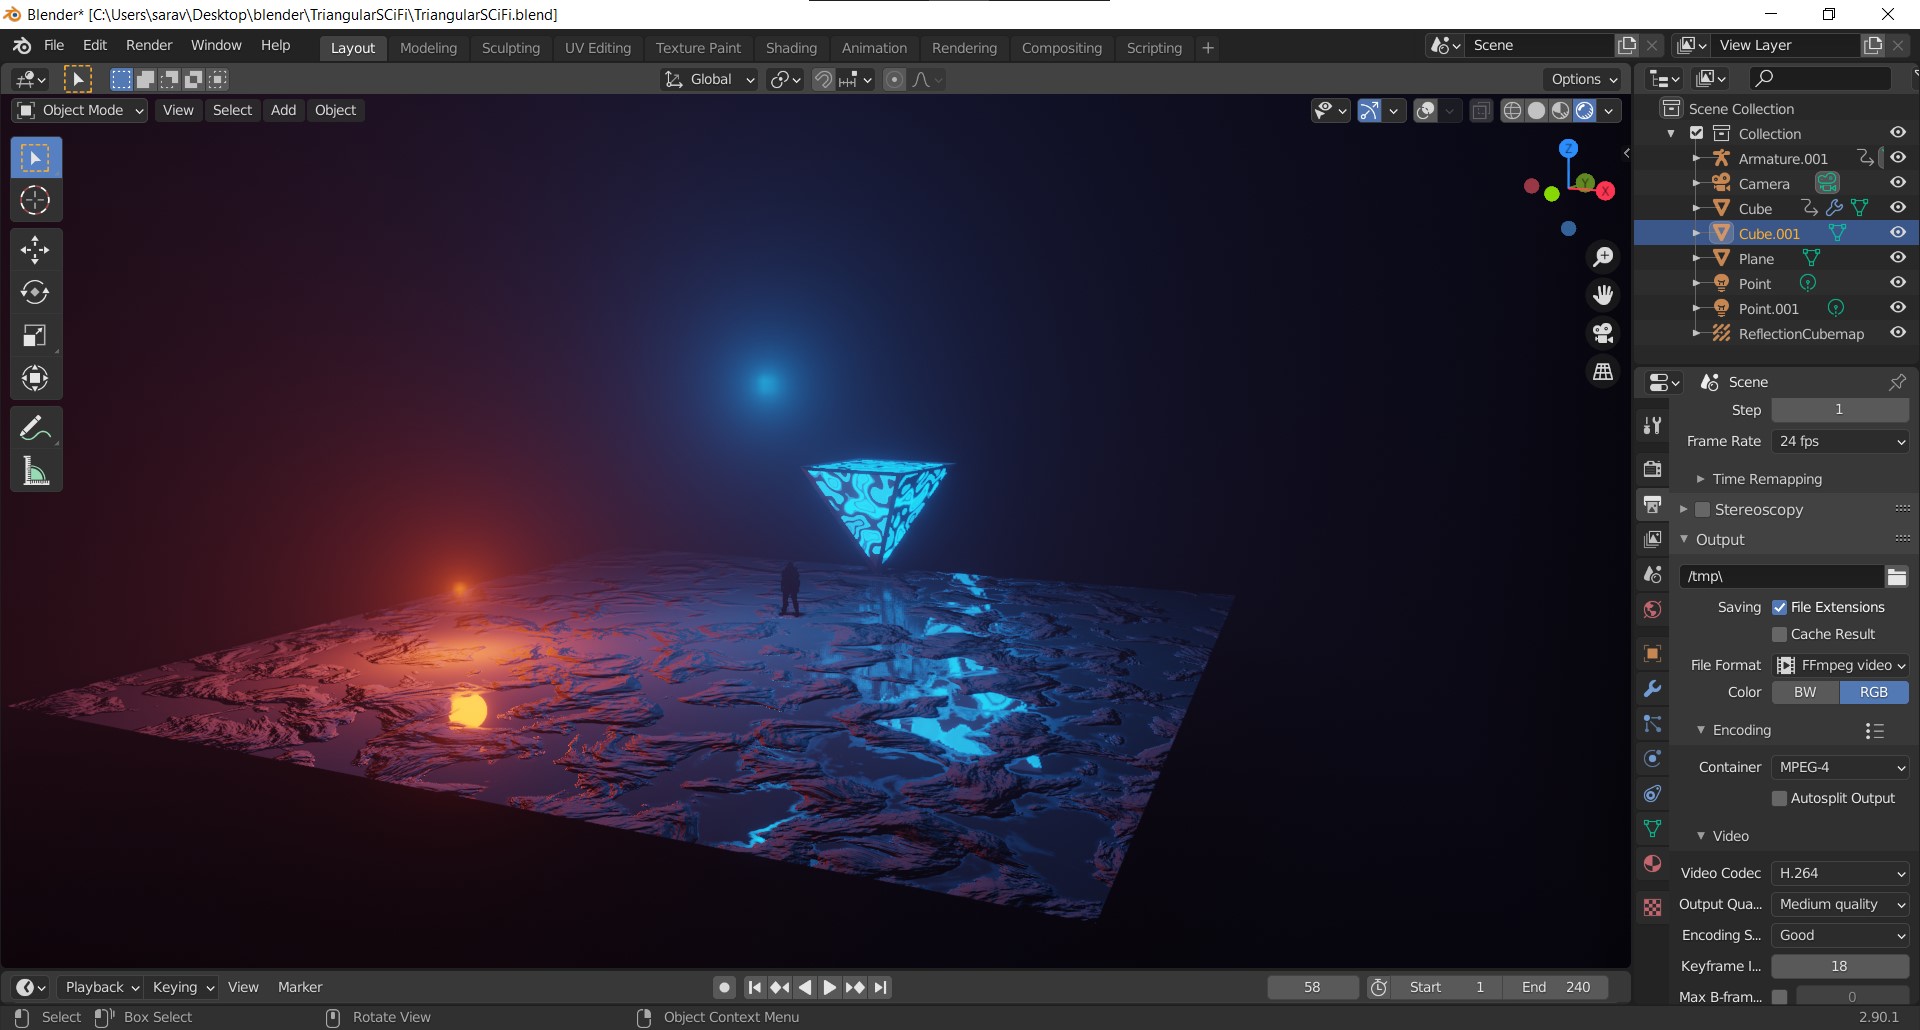 Blender* [C:\Users\sarav\Desktop\blender\TriangularSCiFi\TriangularSCiFi.blend]
File Edit Render Window Help Layout Modeling Sculpting UV Editing Texture Paint Shading Animation Rendering Compositing Scripting + Scene View Layer
Global Options
Object Mode View Select Add Object
Z
Y
X
Scene Collection
Collection
Armature.001
Camera
Cube
Cube.001
Plane
Point
Point.001
ReflectionCubemap
Scene
Step 1
Frame Rate 24 fps
Time Remapping
Stereoscopy
Output
/tmp\
Saving File Extensions
Cache Result
File Format FFmpeg video
Color BW RGB
Encoding
Container MPEG-4
Autosplit Output
Video
Video Codec H.264
Output Qua... Medium quality
Encoding S... Good
Keyframe I... 18
Max B-fram... 0
Playback Keying View Marker 58 Start 1 End 240
Select Box Select Rotate View Object Context Menu 2.90.1